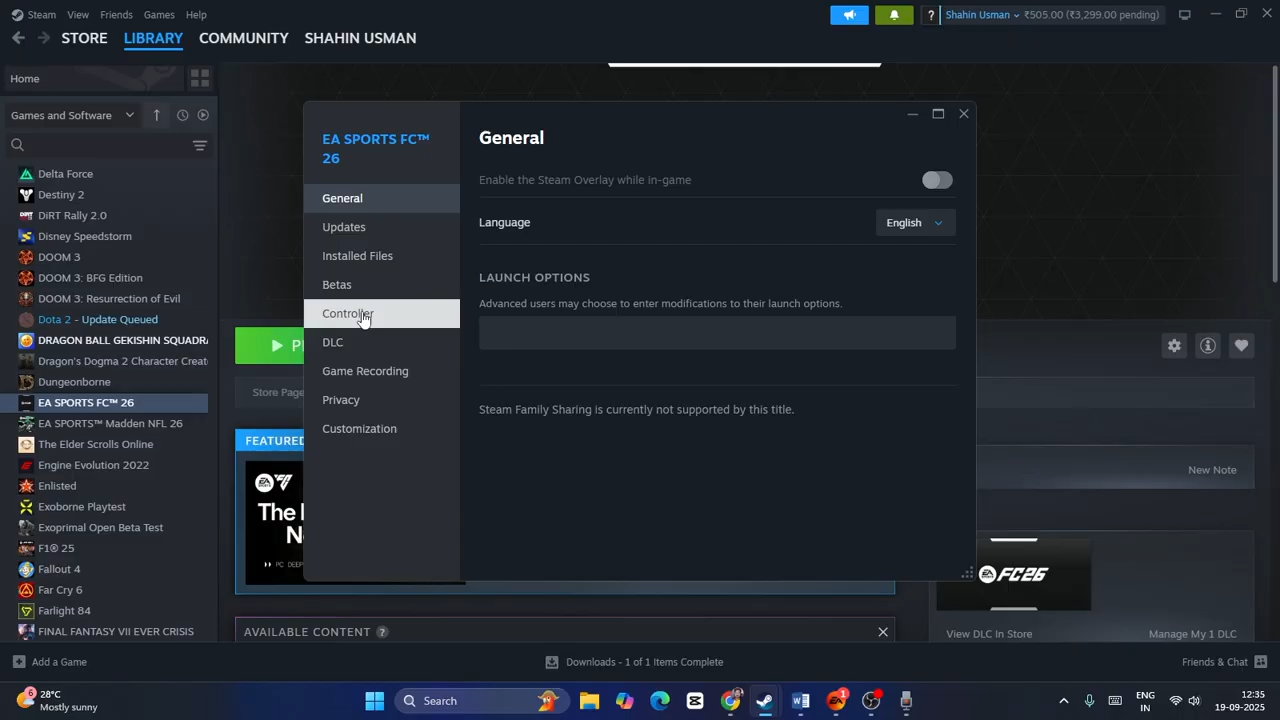 Steam View Friends Games Help
? Shahin Usman ₹505.00 (₹3,299.00 pending)
STORE LIBRARY COMMUNITY SHAHIN USMAN
Home
Games and Software
Delta Force
Destiny 2
DiRT Rally 2.0
Disney Speedstorm
DOOM 3
DOOM 3: BFG Edition
DOOM 3: Resurrection of Evil
Dota 2 - Update Queued
DRAGON BALL GEKISHIN SQUADRA
Dragon's Dogma 2 Character Creat
Dungeonborne
EA SPORTS FC™ 26
EA SPORTS™ Madden NFL 26
The Elder Scrolls Online
Engine Evolution 2022
Enlisted
Exoborne Playtest
Exoprimal Open Beta Test
F1® 25
Fallout 4
Far Cry 6
Farlight 84
FINAL FANTASY VII EVER CRISIS
EA SPORTS FC™
26
General
Updates
Installed Files
Betas
Controller
DLC
Game Recording
Privacy
Customization
General
Enable the Steam Overlay while in-game
Language
English
LAUNCH OPTIONS
Advanced users may choose to enter modifications to their launch options.
Steam Family Sharing is currently not supported by this title.
Store Page
FEATURED
The
N
PC DEEP
New Note
FC26
AVAILABLE CONTENT ?
View DLC In Store
Manage My 1 DLC
Add a Game
Downloads - 1 of 1 Items Complete
Friends & Chat
6
28°C
Mostly sunny
Search
1
ENG
IN
12:35
19-09-2025